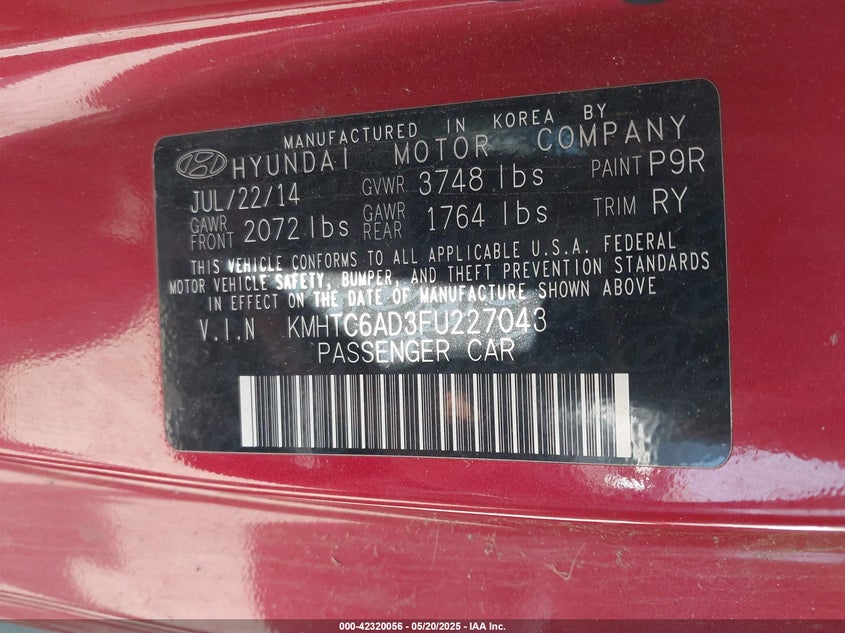 MANUFACTURED IN KOREA BY
HYUNDAI MOTOR COMPANY
JUL/22/14 GVWR 3748 lbs PAINT P9R
GAWR FRONT 2072 lbs GAWR REAR 1764 lbs TRIM RY
THIS VEHICLE CONFORMS TO ALL APPLICABLE U.S.A. FEDERAL
MOTOR VEHICLE SAFETY, BUMPER, AND THEFT PREVENTION STANDARDS
IN EFFECT ON THE DATE OF MANUFACTURE SHOWN ABOVE
V.I.N KMHTC6AD3FU227043
PASSENGER CAR
000-42320056 - 05/20/2025 - IAA Inc.